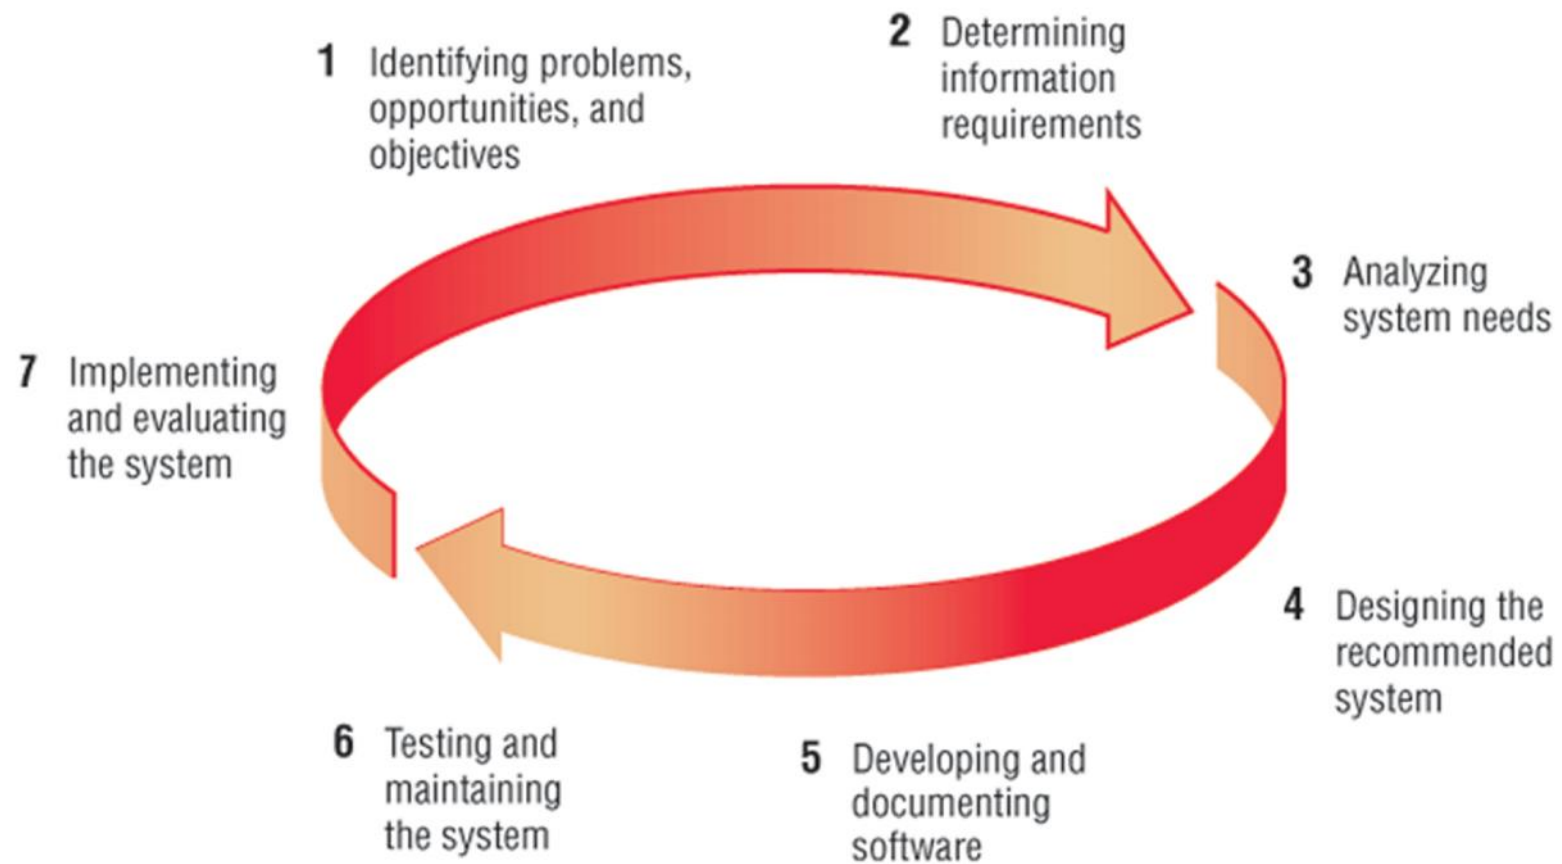 1 Identifying problems,
opportunities, and
objectives
2 Determining
information
requirements
3 Analyzing
system needs
4 Designing the
recommended
system
5 Developing and
documenting
software
6 Testing and
maintaining
the system
7 Implementing
and evaluating
the system